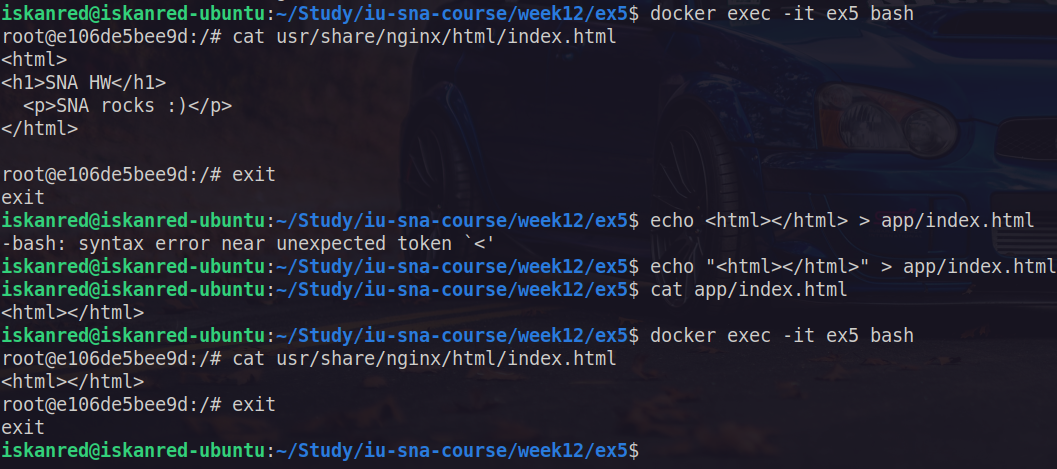 iskanred@iskanred-ubuntu:~/Study/iu-sna-course/week12/ex5$ docker exec -it ex5 bash
root@e106de5bee9d:/# cat usr/share/nginx/html/index.html
<html>
<h1>SNA HW</h1>
  <p>SNA rocks :)</p>
</html>

root@e106de5bee9d:/# exit
exit
iskanred@iskanred-ubuntu:~/Study/iu-sna-course/week12/ex5$ echo <html></html> > app/index.html
-bash: syntax error near unexpected token `<'
iskanred@iskanred-ubuntu:~/Study/iu-sna-course/week12/ex5$ echo "<html></html>" > app/index.html
iskanred@iskanred-ubuntu:~/Study/iu-sna-course/week12/ex5$ cat app/index.html
<html></html>
iskanred@iskanred-ubuntu:~/Study/iu-sna-course/week12/ex5$ docker exec -it ex5 bash
root@e106de5bee9d:/# cat usr/share/nginx/html/index.html
<html></html>
root@e106de5bee9d:/# exit
exit
iskanred@iskanred-ubuntu:~/Study/iu-sna-course/week12/ex5$